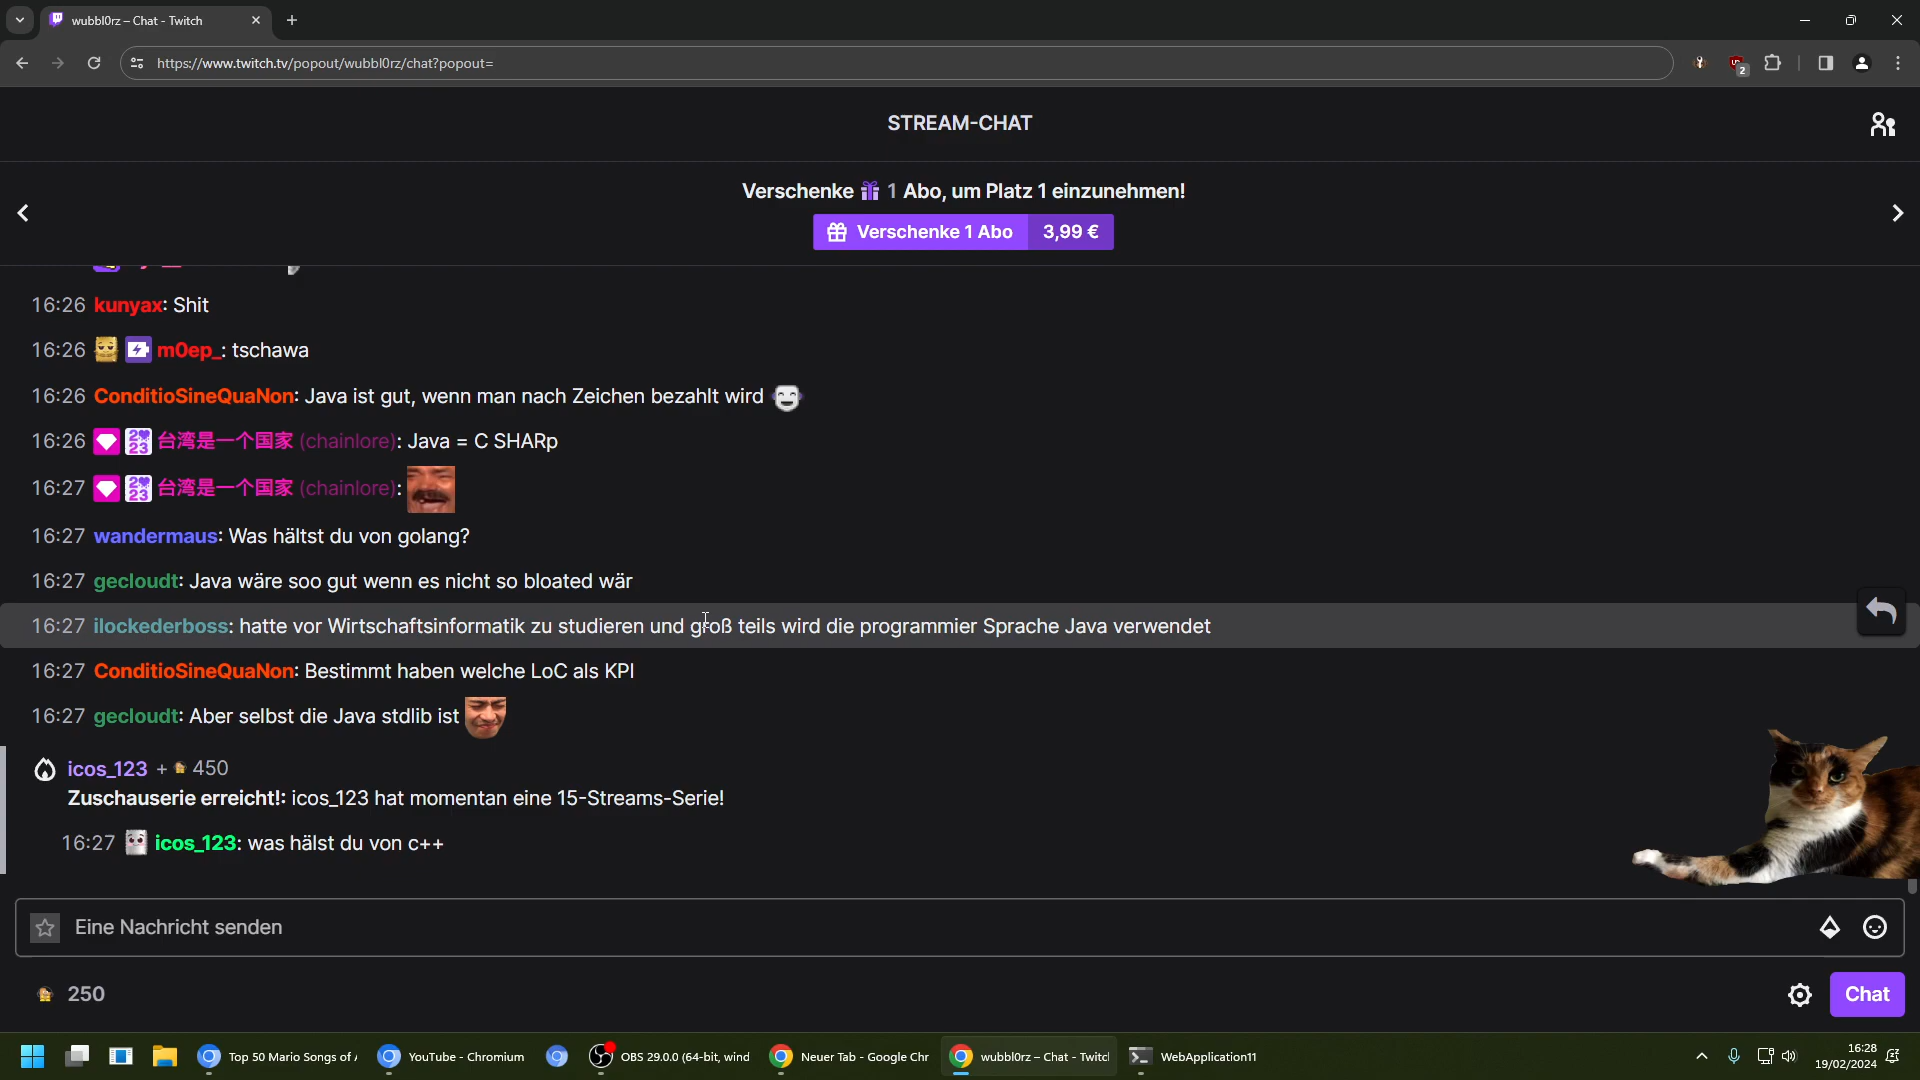 wubbl0rz – Chat - Twitch
https://www.twitch.tv/popout/wubbl0rz/chat?popout=
2
STREAM-CHAT
Verschenke 1 Abo, um Platz 1 einzunehmen!
Verschenke 1 Abo 3,99 €
16:26 kunyax: Shit
16:26 m0ep_: tschawa
16:26 ConditioSineQuaNon: Java ist gut, wenn man nach Zeichen bezahlt wird
16:26 2023 台湾是一个国家 (chainlore): Java = C SHARp
16:27 2023 台湾是一个国家 (chainlore):
16:27 wandermaus: Was hältst du von golang?
16:27 gecloudt: Java wäre soo gut wenn es nicht so bloated wär
16:27 ilockederboss: hatte vor Wirtschaftsinformatik zu studieren und groß teils wird die programmier Sprache Java verwendet
16:27 ConditioSineQuaNon: Bestimmt haben welche LoC als KPI
16:27 gecloudt: Aber selbst die Java stdlib ist
icos_123 + 450
Zuschauserie erreicht!: icos_123 hat momentan eine 15-Streams-Serie!
16:27 icos_123: was hälst du von c++
Eine Nachricht senden
250
Chat
Top 50 Mario Songs of A
YouTube - Chromium
OBS 29.0.0 (64-bit, wind
Neuer Tab - Google Chr
wubbl0rz – Chat - Twitch
WebApplication11
16:28
19/02/2024